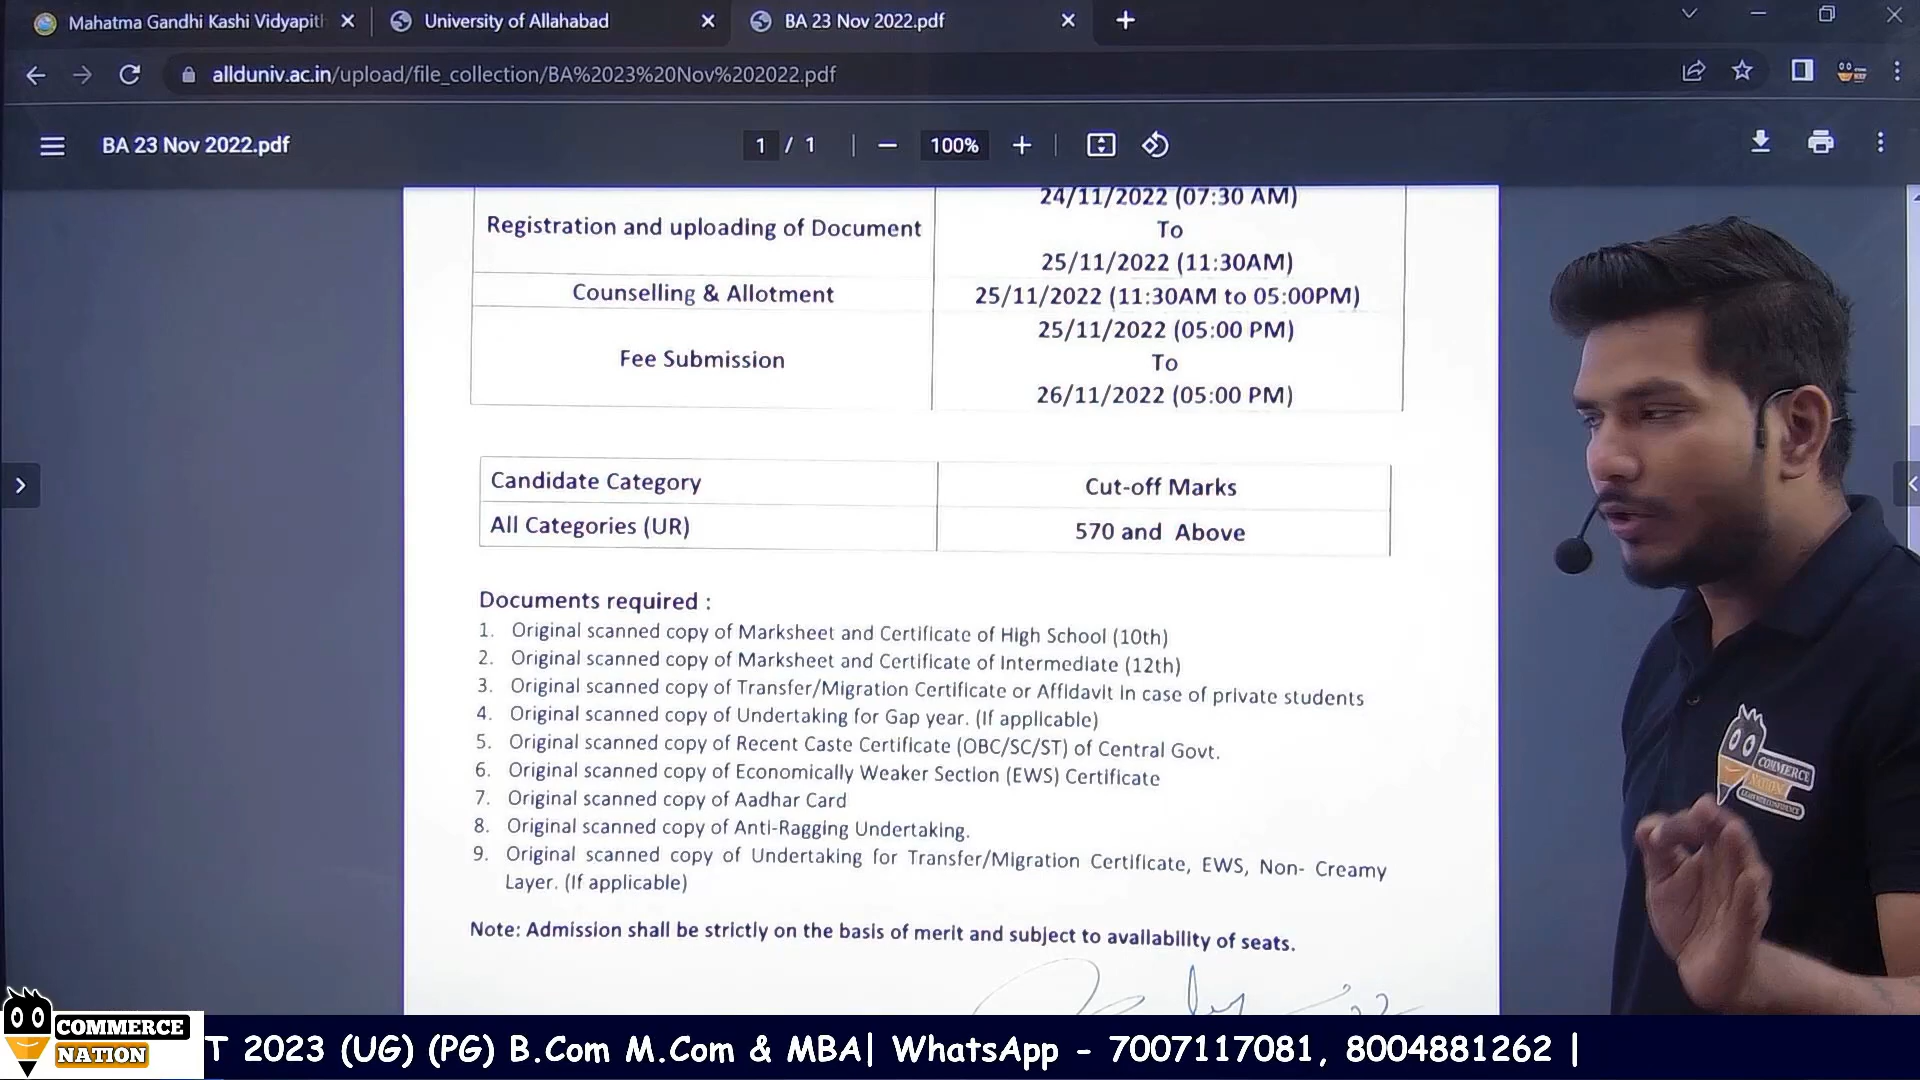 Mahatma Gandhi Kashi Vidyapith
University of Allahabad
BA 23 Nov 2022.pdf
allduniv.ac.in/upload/file_collection/BA%2023%20Nov%202022.pdf
BA 23 Nov 2022.pdf
1 / 1
100%
24/11/2022 (07:30 AM)
Registration and uploading of Document
To
25/11/2022 (11:30AM)
Counselling & Allotment
25/11/2022 (11:30AM to 05:00PM)
25/11/2022 (05:00 PM)
Fee Submission
To
26/11/2022 (05:00 PM)
Candidate Category
Cut-off Marks
All Categories (UR)
570 and Above
Documents required :
1. Original scanned copy of Marksheet and Certificate of High School (10th)
2. Original scanned copy of Marksheet and Certificate of Intermediate (12th)
3. Original scanned copy of Transfer/Migration Certificate or Affidavit in case of private students
4. Original scanned copy of Undertaking for Gap year. (If applicable)
5. Original scanned copy of Recent Caste Certificate (OBC/SC/ST) of Central Govt.
6. Original scanned copy of Economically Weaker Section (EWS) Certificate
7. Original scanned copy of Aadhar Card
8. Original scanned copy of Anti-Ragging Undertaking.
9. Original scanned copy of Undertaking for Transfer/Migration Certificate, EWS, Non- Creamy
Layer. (If applicable)
Note: Admission shall be strictly on the basis of merit and subject to availability of seats.
COMMERCE
NATION
COMMERCE
NATION
T 2023 (UG) (PG) B.Com M.Com & MBA| WhatsApp - 7007117081, 8004881262 |